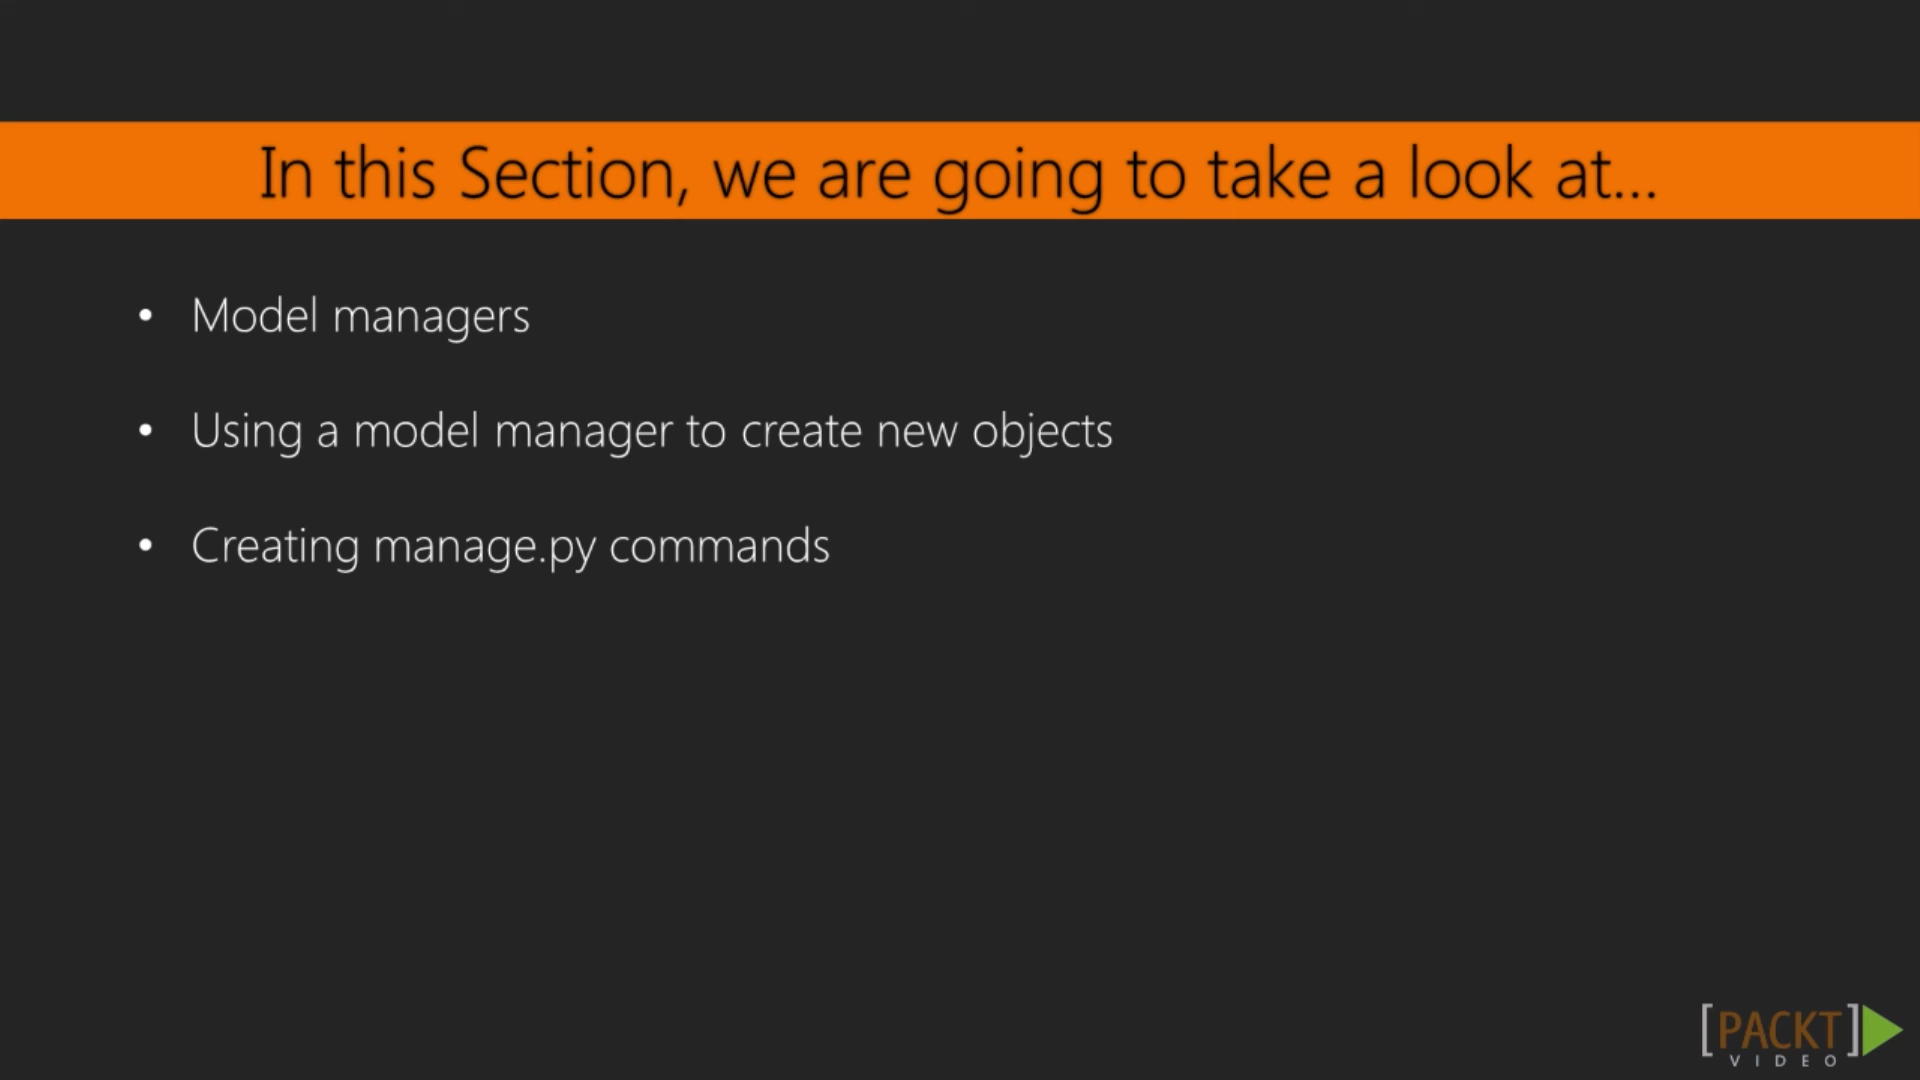 In this Section, we are going to take a look at...
• Model managers
• Using a model manager to create new objects
• Creating manage.py commands
[PACKT]
VIDEO